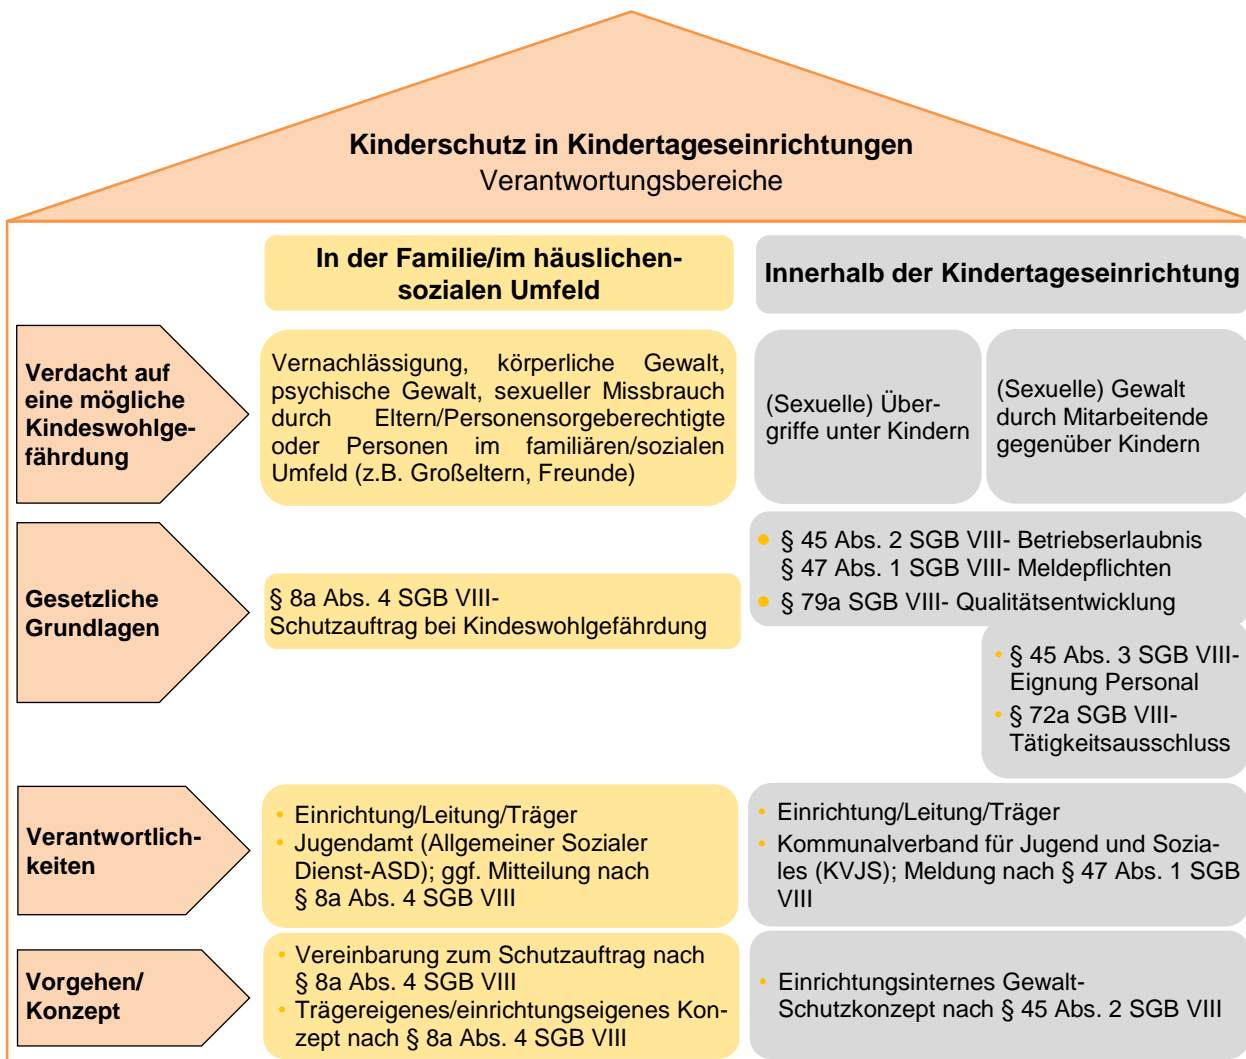 Kinderschutz in Kindertageseinrichtungen
Verantwortungsbereiche
In der Familie/im häuslichen-
sozialen Umfeld
Innerhalb der Kindertageseinrichtung
Verdacht auf
eine mögliche
Kindeswohlge-
fährdung
Vernachlässigung, körperliche Gewalt,
psychische Gewalt, sexueller Missbrauch
durch Eltern/Personensorgeberechtigte
oder Personen im familiären/sozialen
Umfeld (z.B. Großeltern, Freunde)
(Sexuelle) Über-
griffe unter Kindern
(Sexuelle) Gewalt
durch Mitarbeitende
gegenüber Kindern
Gesetzliche
Grundlagen
§ 8a Abs. 4 SGB VIII-
Schutzauftrag bei Kindeswohlgefährdung
• § 45 Abs. 2 SGB VIII- Betriebserlaubnis
§ 47 Abs. 1 SGB VIII- Meldepflichten
• § 79a SGB VIII- Qualitätsentwicklung
• § 45 Abs. 3 SGB VIII-
Eignung Personal
• § 72a SGB VIII-
Tätigkeitsausschluss
Verantwortlich-
keiten
• Einrichtung/Leitung/Träger
• Jugendamt (Allgemeiner Sozialer
Dienst-ASD); ggf. Mitteilung nach
§ 8a Abs. 4 SGB VIII
• Einrichtung/Leitung/Träger
• Kommunalverband für Jugend und Sozia-
les (KVJS); Meldung nach § 47 Abs. 1 SGB
VIII
Vorgehen/
Konzept
• Vereinbarung zum Schutzauftrag nach
§ 8a Abs. 4 SGB VIII
• Trägereigenes/einrichtungseigenes Kon-
zept nach § 8a Abs. 4 SGB VIII
• Einrichtungsinternes Gewalt-
Schutzkonzept nach § 45 Abs. 2 SGB VIII